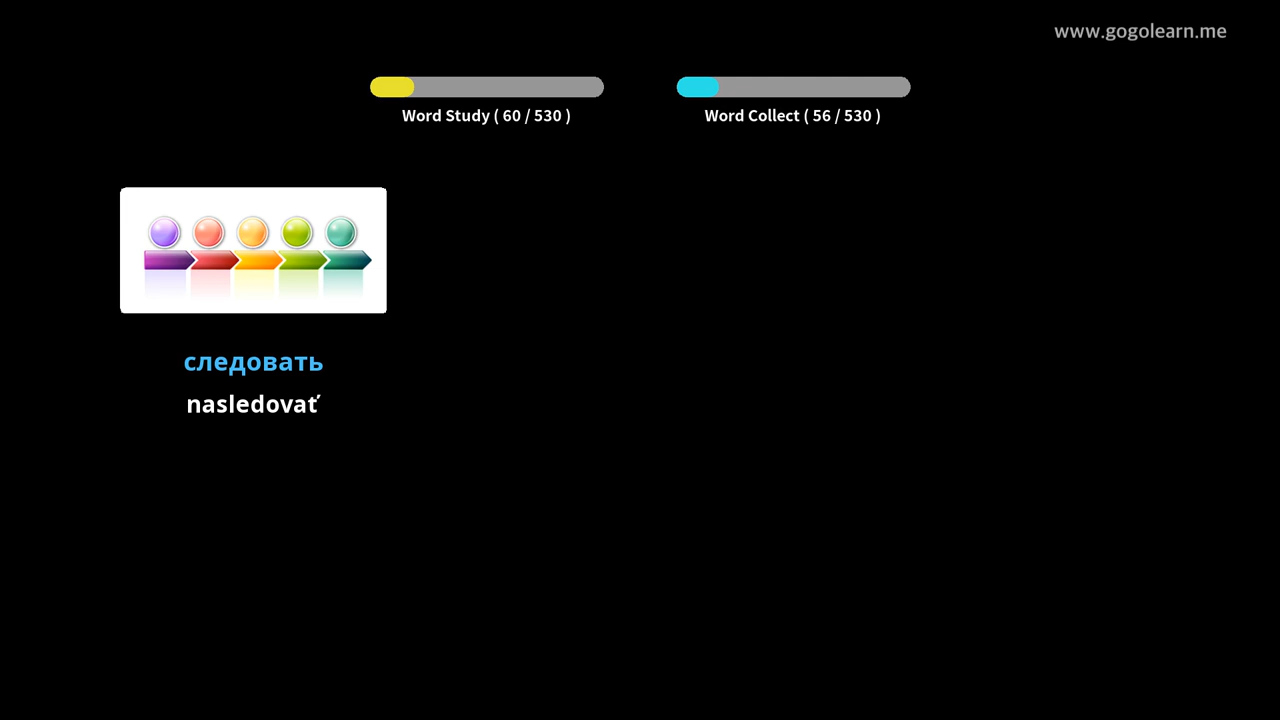 www.gogolearn.me
Word Study ( 60 / 530 )
Word Collect ( 56 / 530 )
следовать
nasledovať